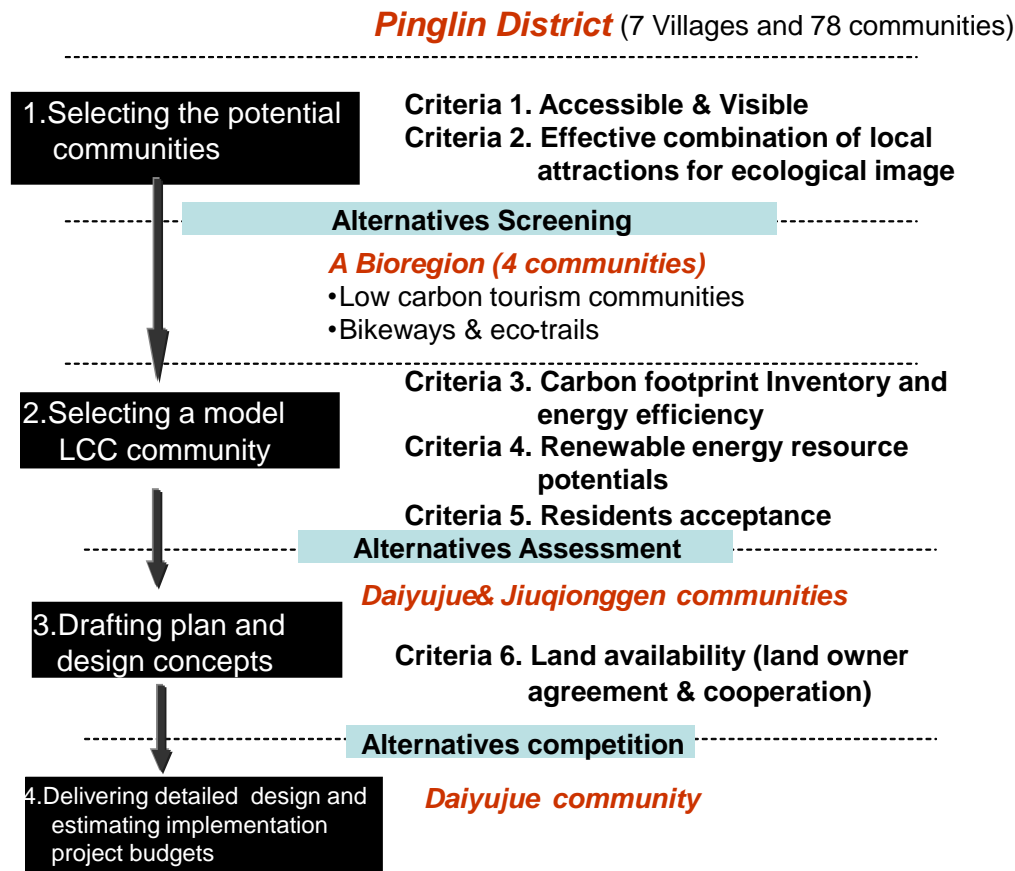 Pinglin District (7 Villages and 78 communities)
1.Selecting the potential
communities
Criteria 1. Accessible & Visible
Criteria 2. Effective combination of local
attractions for ecological image
Alternatives Screening
A Bioregion (4 communities)
•Low carbon tourism communities
•Bikeways & eco-trails
2.Selecting a model
LCC community
Criteria 3. Carbon footprint Inventory and
energy efficiency
Criteria 4. Renewable energy resource
potentials
Criteria 5. Residents acceptance
Alternatives Assessment
Daiyujue& Jiuqionggen communities
3.Drafting plan and
design concepts
Criteria 6. Land availability (land owner
agreement & cooperation)
Alternatives competition
4.Delivering detailed design and
estimating implementation
project budgets
Daiyujue community